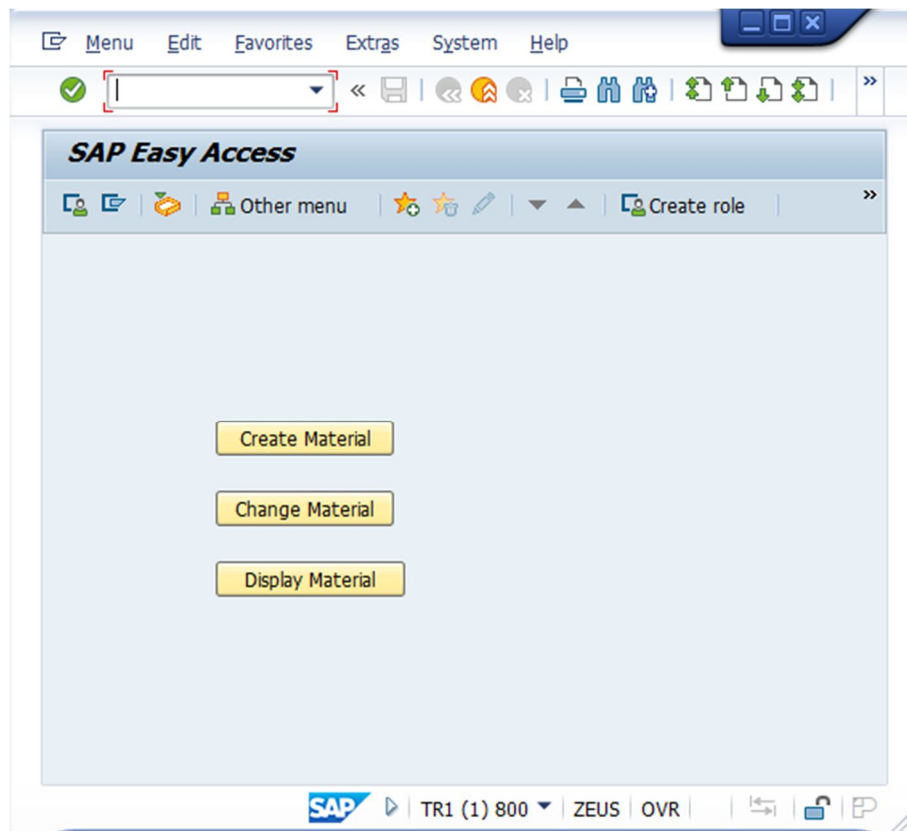 Menu Edit Favorites Extras System Help
SAP Easy Access
Other menu Create role
Create Material
Change Material
Display Material
SAP TR1 (1) 800 ZEUS OVR